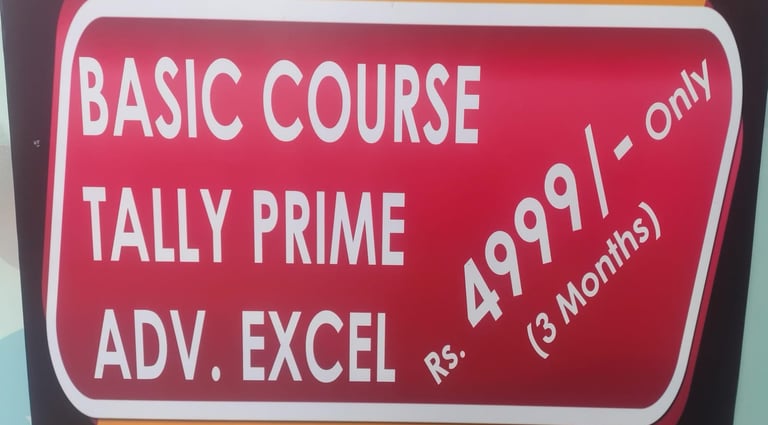 BASIC COURSE
TALLY PRIME
ADV. EXCEL
Rs. 4999/- Only
(3 Months)